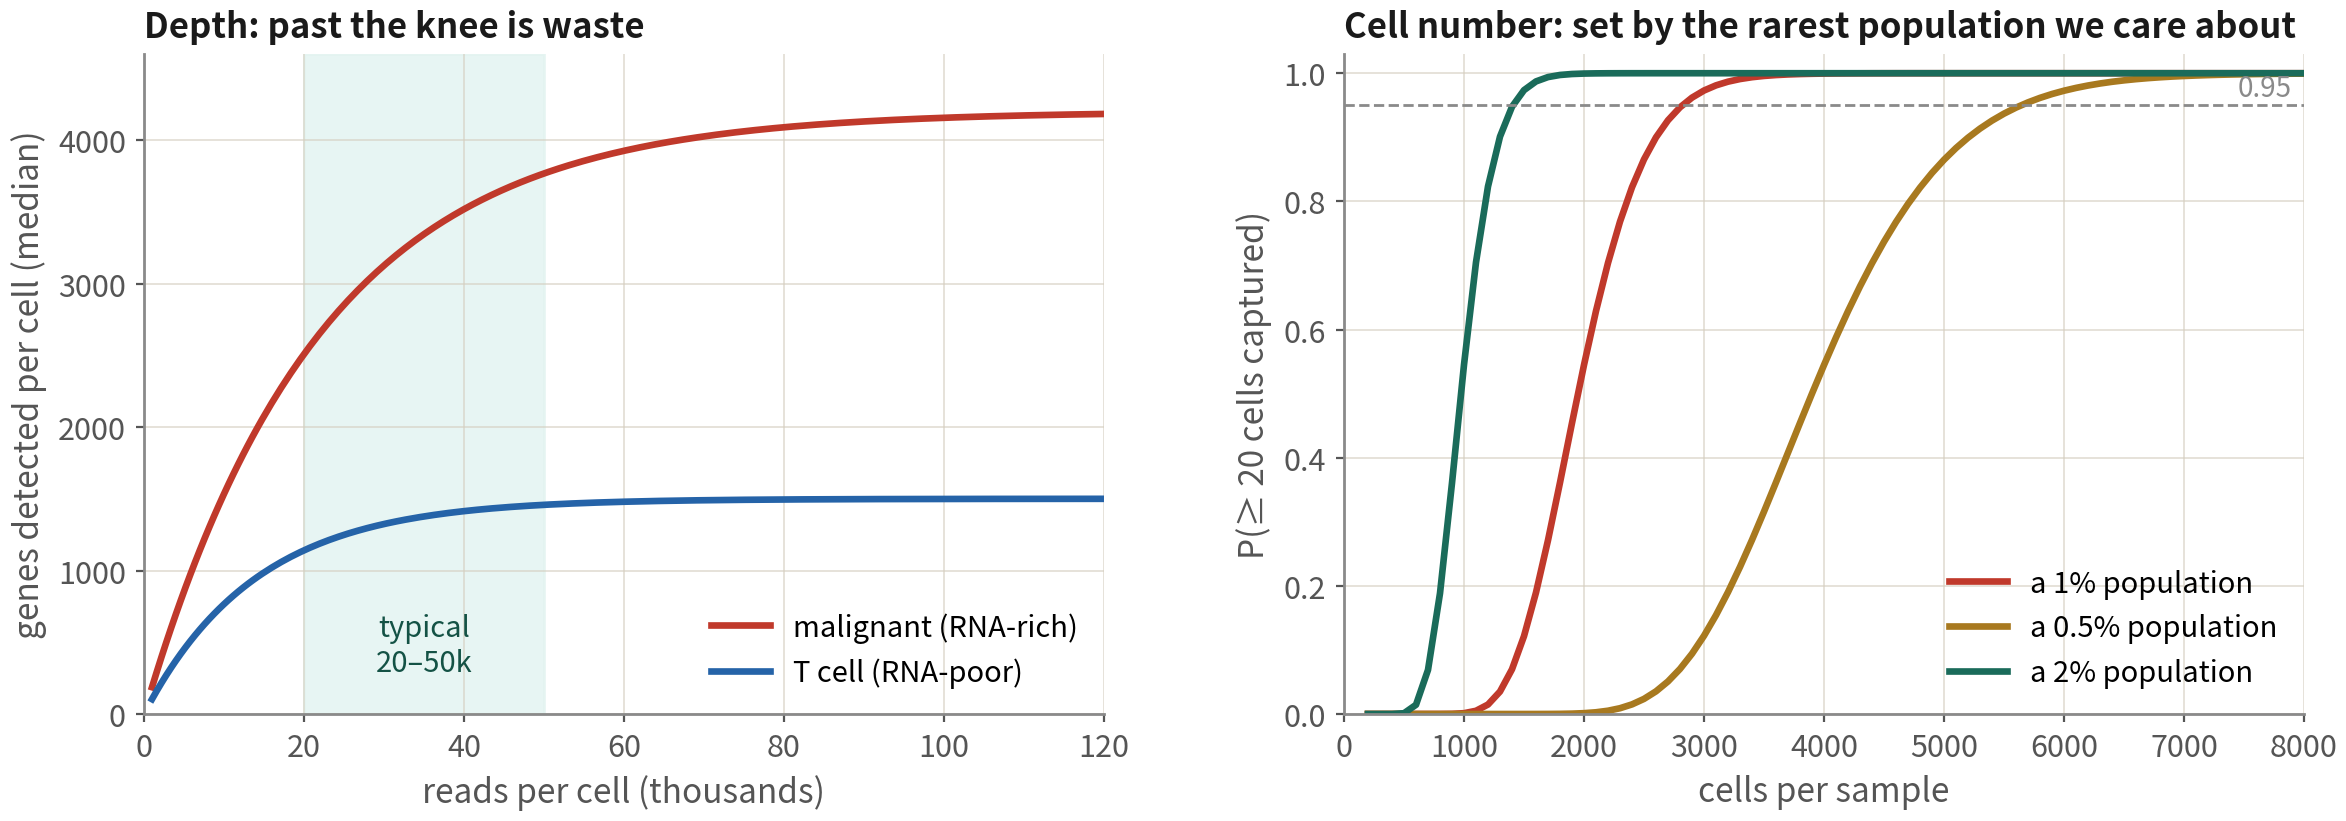 Depth: past the knee is waste
genes detected per cell (median)
4000
3000
2000
1000
0
typical
20–50k
malignant (RNA-rich)
T cell (RNA-poor)
0 20 40 60 80 100 120
reads per cell (thousands)
Cell number: set by the rarest population we care about
P(≥ 20 cells captured)
1.0
0.8
0.6
0.4
0.2
0.0
0.95
a 1% population
a 0.5% population
a 2% population
0 1000 2000 3000 4000 5000 6000 7000 8000
cells per sample